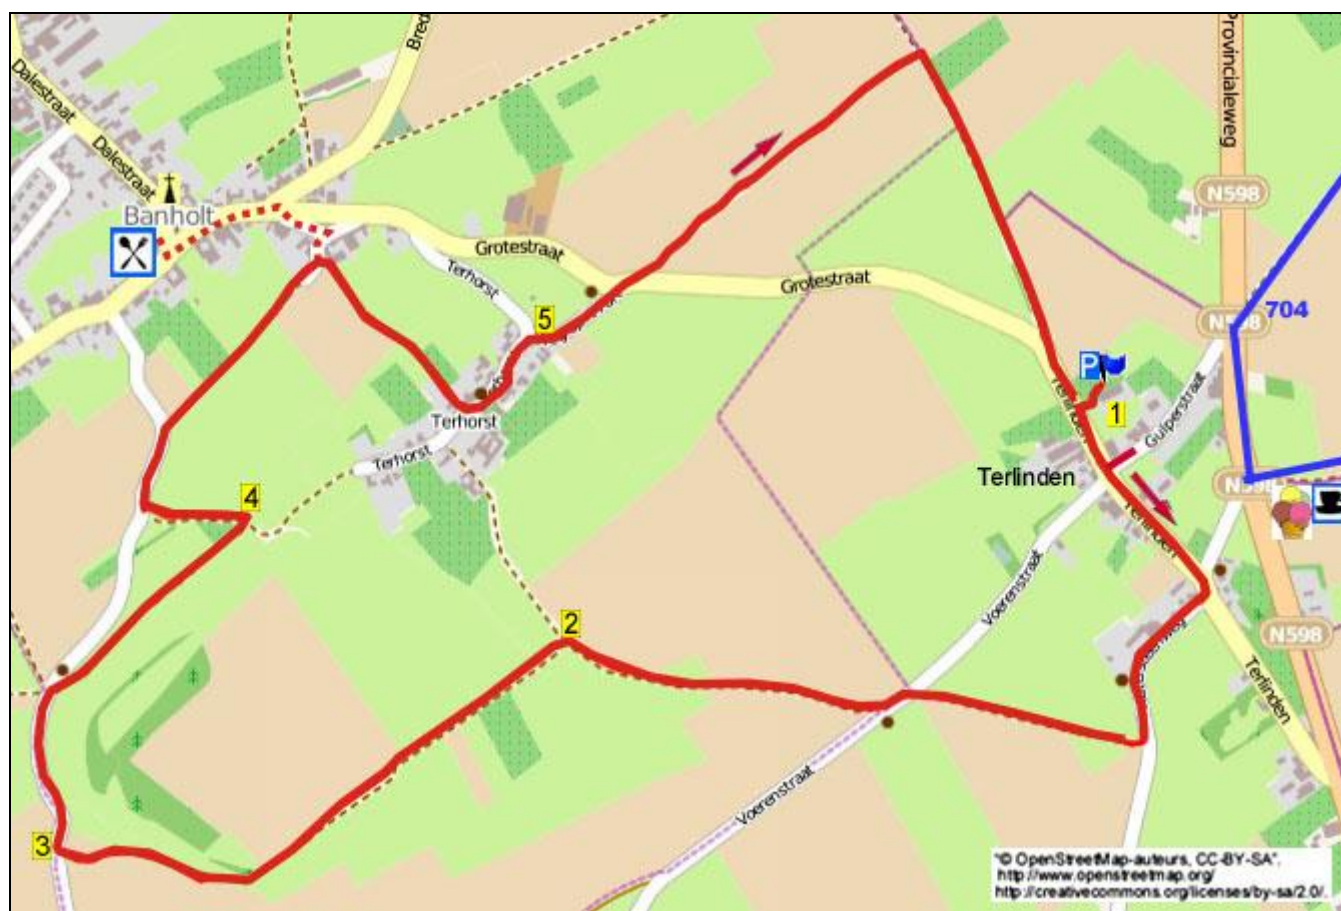 Dalestraat
Dalestraat
Bred
Provincialeweg
N598
Banholt
Grotestraat
Grotestraat
Terhorst
704
5
P
1
Gulperstraat
Terlinden
Terhorst
Terhorst
Terlinden
4
Terlinden
Voerenstraat
2
N598
Terlinden
Voerenstraat
3
"© OpenStreetMap-auteurs, CC-BY-SA".
http://www.openstreetmap.org/
http://creativecommons.org/licenses/by-sa/2.0/.